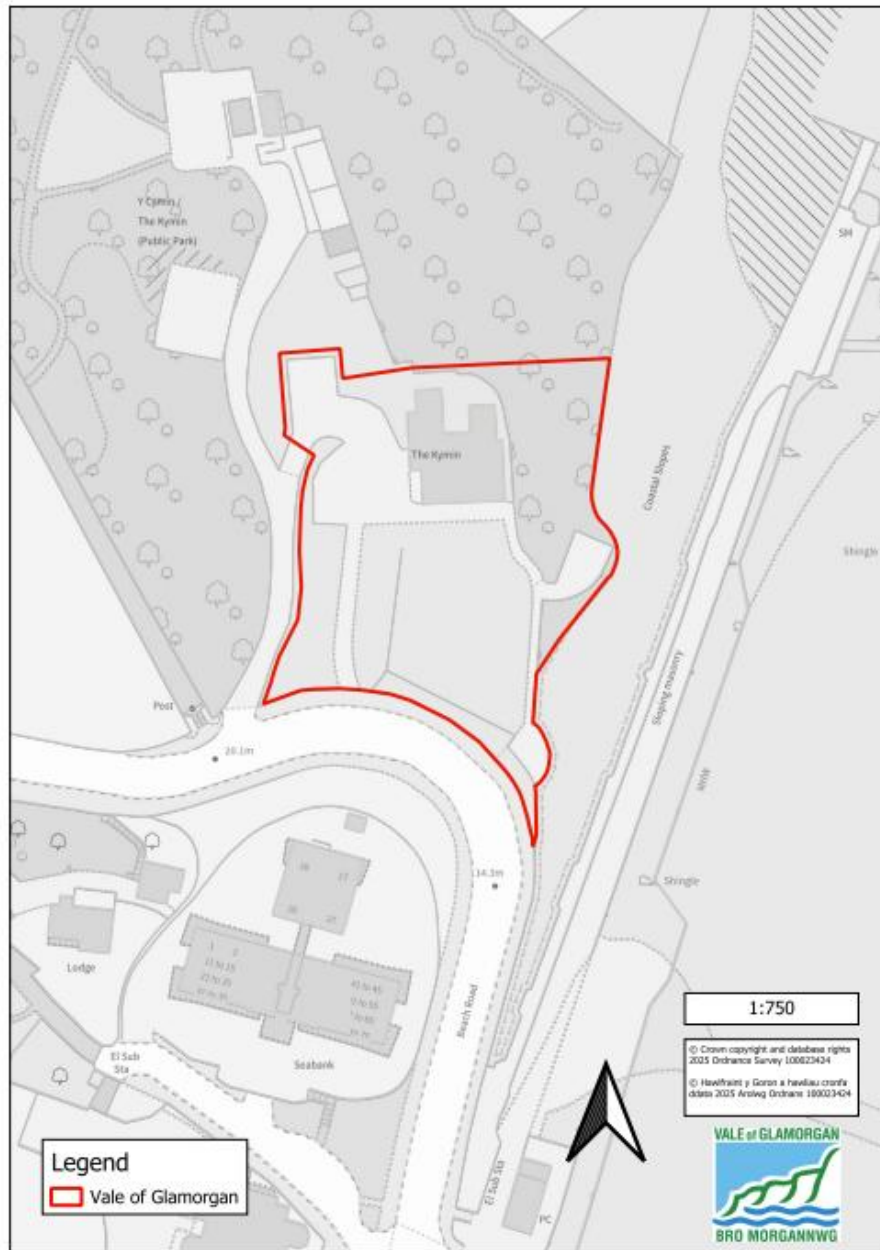 Y Cymin /
The Kymin
(Public Park)
SM
The Kymin
Coastal Slopes
Shingle
Sloping masonry
Post
20.1m
MHW
14.3m
Shingle
Lodge
Beach Road
El Sub
Sta
Seabank
El Sub Sta
PC
1:750
© Crown copyright and database rights
2025 Ordnance Survey 100023424
© Hawlfraint y Goron a hawliau cronfa
ddata 2025 Arolwg Ordnans 100023424
Legend
Vale of Glamorgan
VALE of GLAMORGAN
BRO MORGANNWG